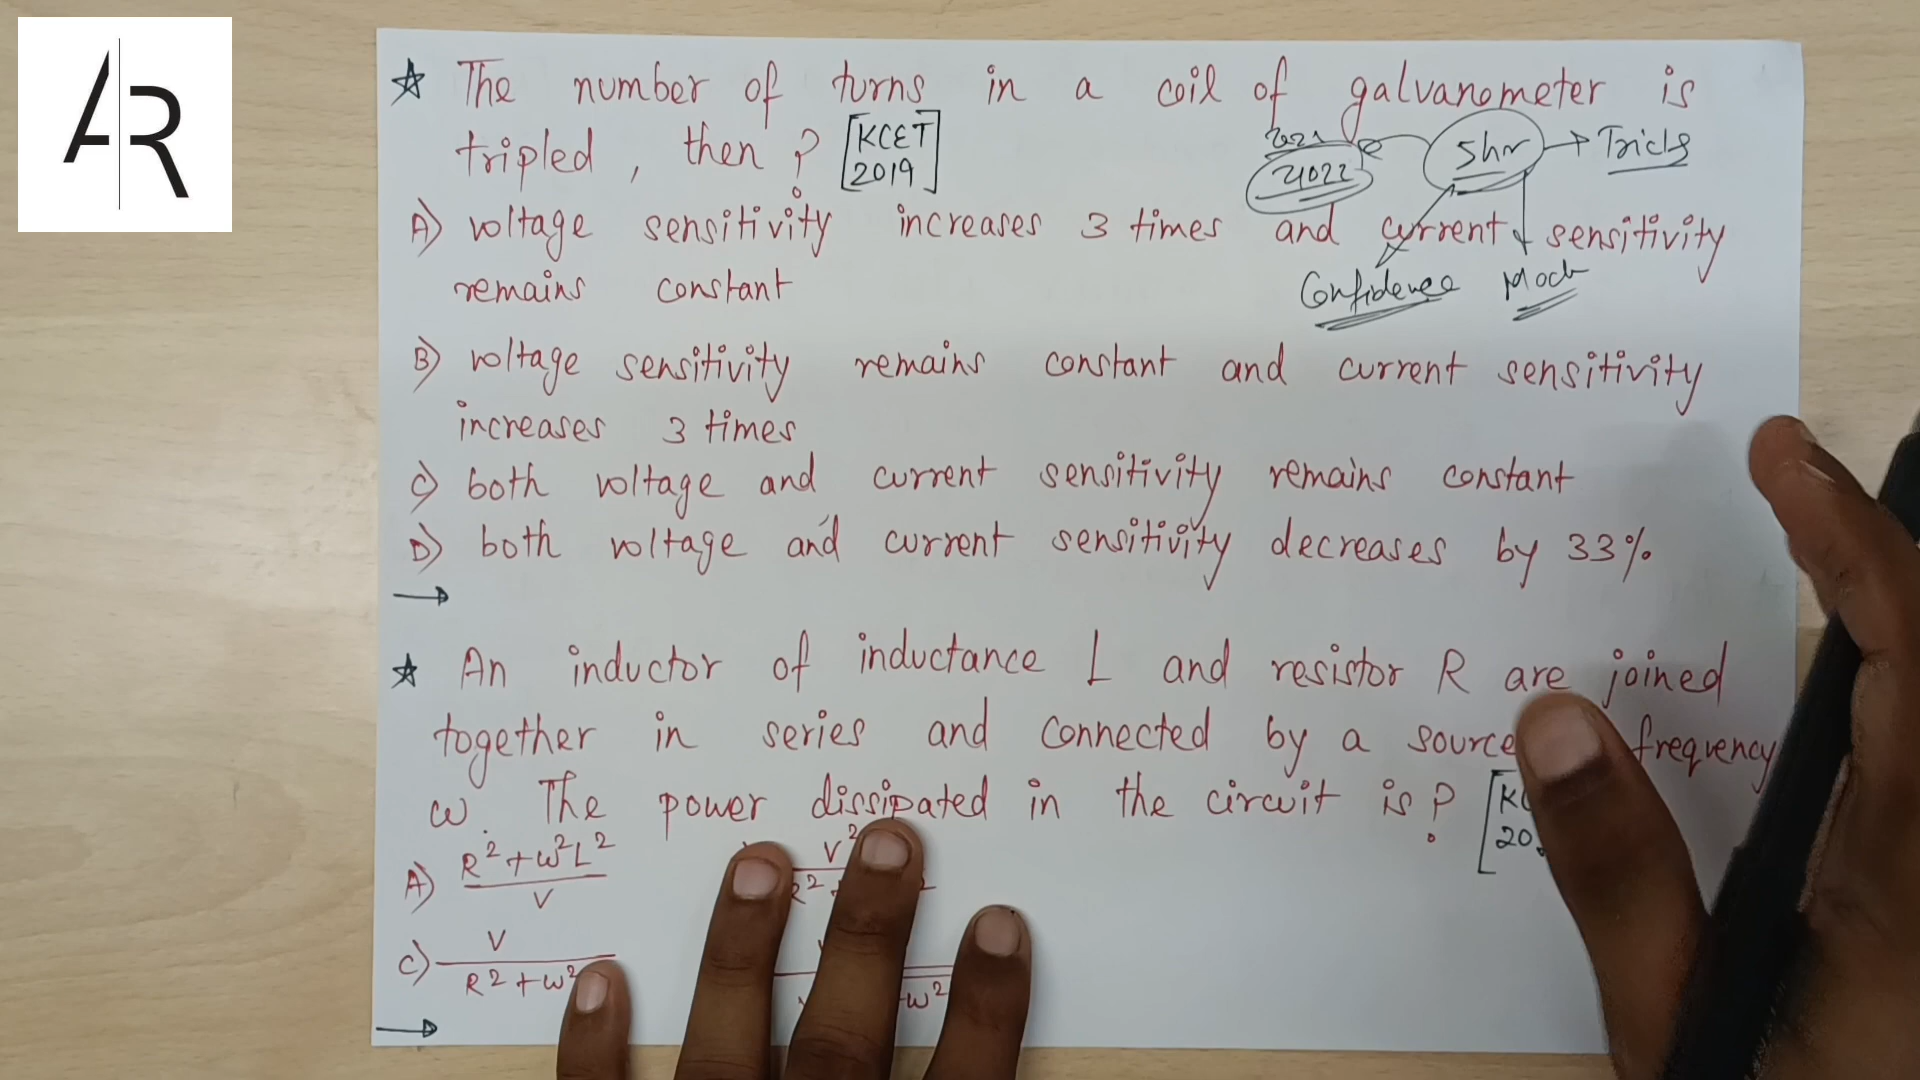 AR
☆ The number of turns in a coil of galvanometer is
tripled, then ? [KCET 2019]
2021
5hr → Tricks
Confidence Mock
A) voltage sensitivity increases 3 times and current sensitivity
remains constant
B) voltage sensitivity remains constant and current sensitivity
increases 3 times
C) both voltage and current sensitivity remains constant
D) both voltage and current sensitivity decreases by 33%
→
☆ An inductor of inductance L and resistor R are joined
together in series and connected by a source frequency
ω. The power dissipated in the circuit is ?
A) R²+ω²L² / V
C) V / R²+ω²
→